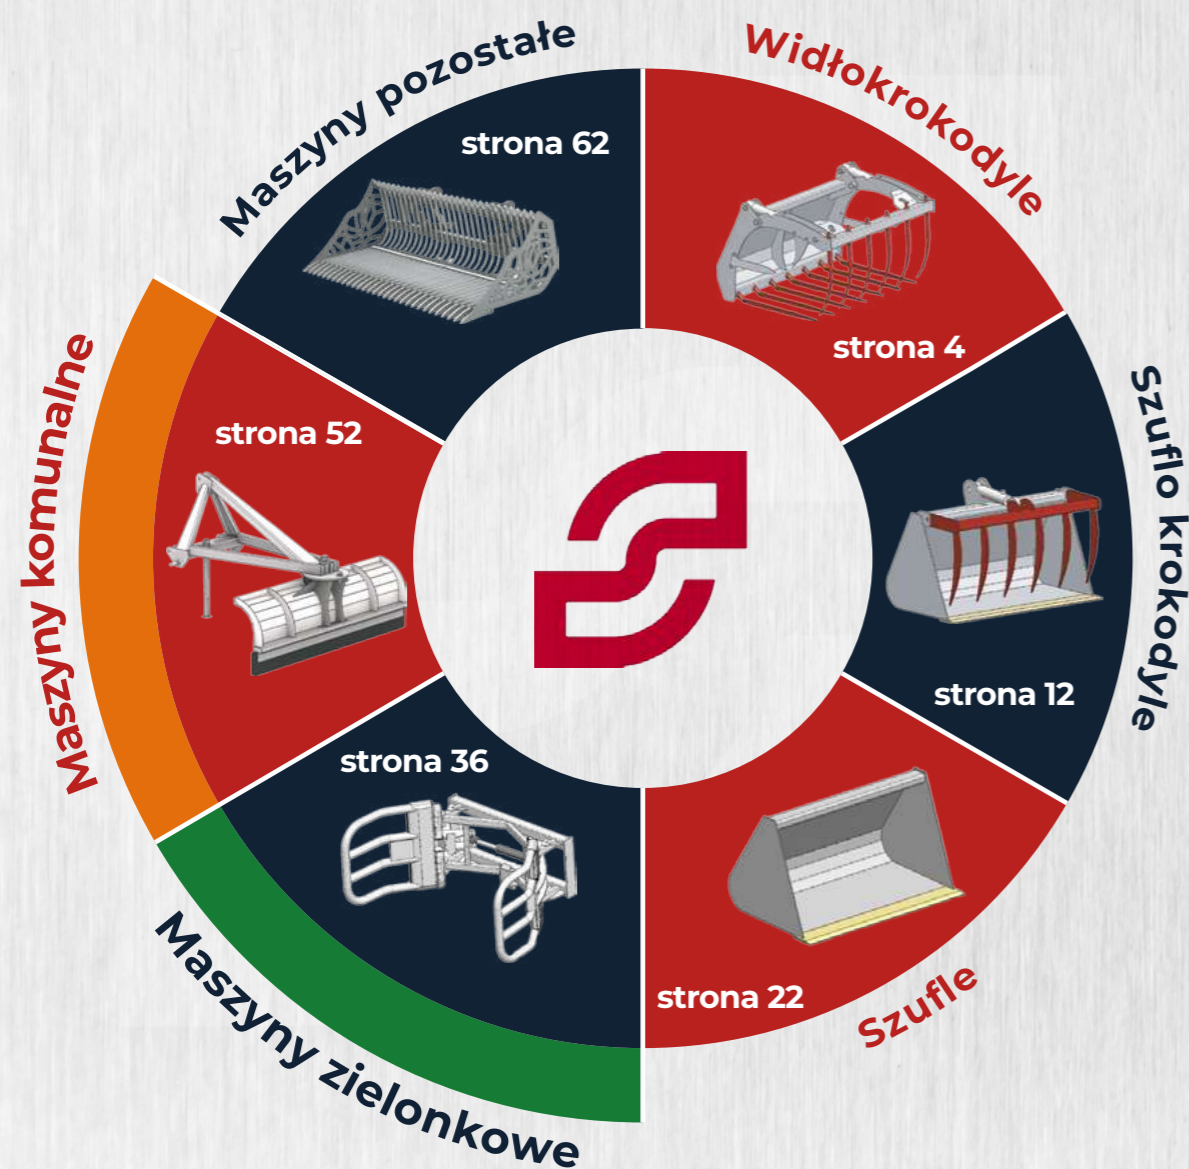 Widłokrokodyle
strona 4
Szuflo krokodyle
strona 12
Szufle
strona 22
Maszyny zielonkowe
strona 36
Maszyny komunalne
strona 52
Maszyny pozostałe
strona 62